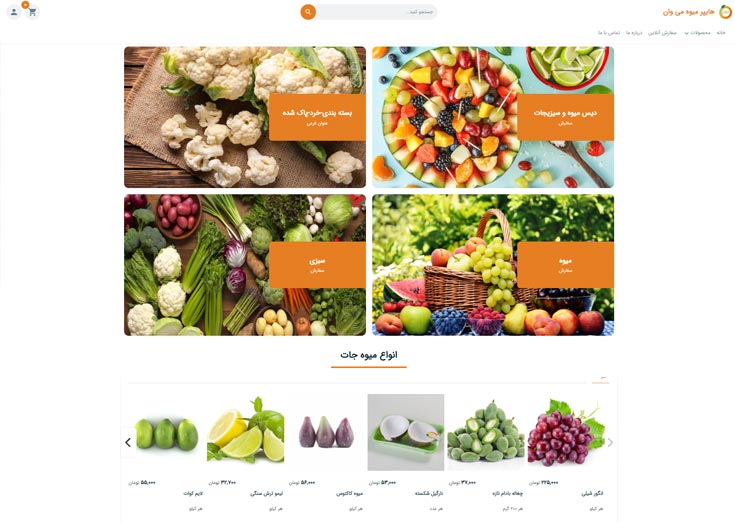 هایپر میوه می وان
جستجو کنید...
خانه
محصولات
سفارش آنلاین
درباره ما
تماس با ما
دیس میوه و سبزیجات
سفارش
بسته بندی-خرد-پاک شده
عنوان فرعی
میوه
سفارش
سبزی
سفارش
انواع میوه جات
۲۲۵,۰۰۰ تومان
انگور شیلی
هر کیلو
۳۷,۰۰۰ تومان
چغاله بادام تازه
هر ۲۰۰ گرم
۵۳,۰۰۰ تومان
نارگیل شکسته
هر عدد
۵۶,۰۰۰ تومان
میوه کاکتوس
هر کیلو
۳۲,۷۰۰ تومان
لیمو ترش سنگی
هر کیلو
۵۵,۰۰۰ تومان
لایم کوات
هر کیلو